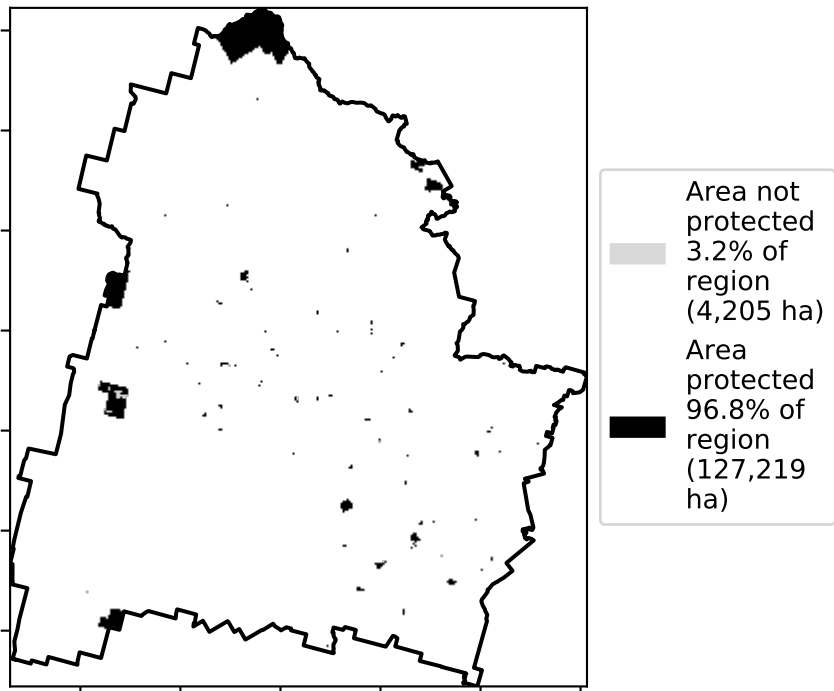 Area not
protected
3.2% of
region
(4,205 ha)
Area
protected
96.8% of
region
(127,219
ha)